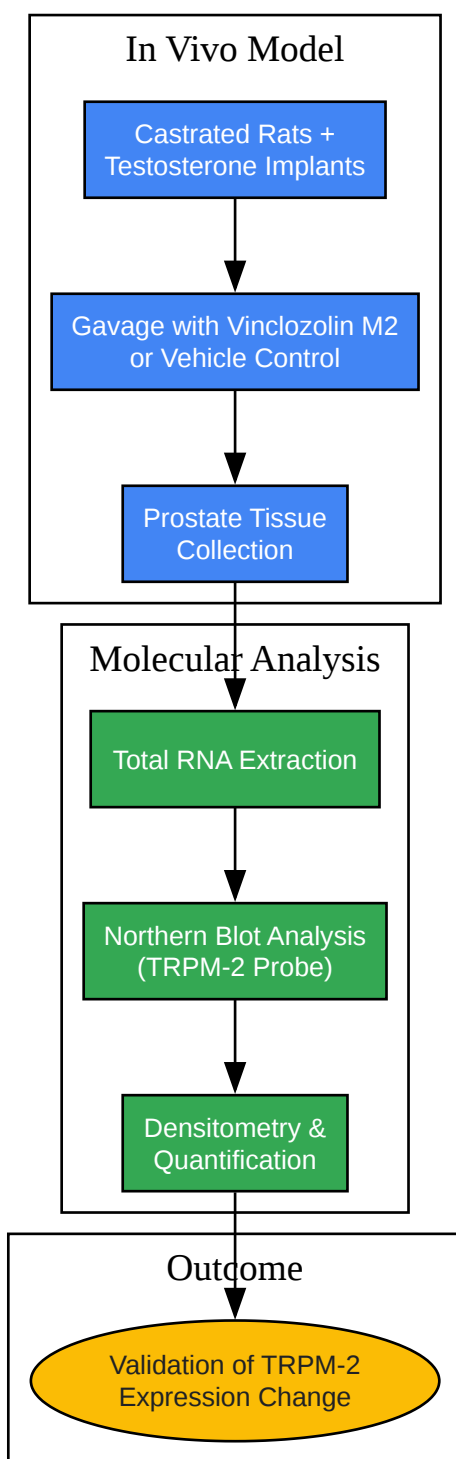 In Vivo Model
Castrated Rats +
Testosterone Implants
Gavage with Vinclozolin M2
or Vehicle Control
Prostate Tissue
Collection
Molecular Analysis
Total RNA Extraction
Northern Blot Analysis
(TRPM-2 Probe)
Densitometry &
Quantification
Outcome
Validation of TRPM-2
Expression Change